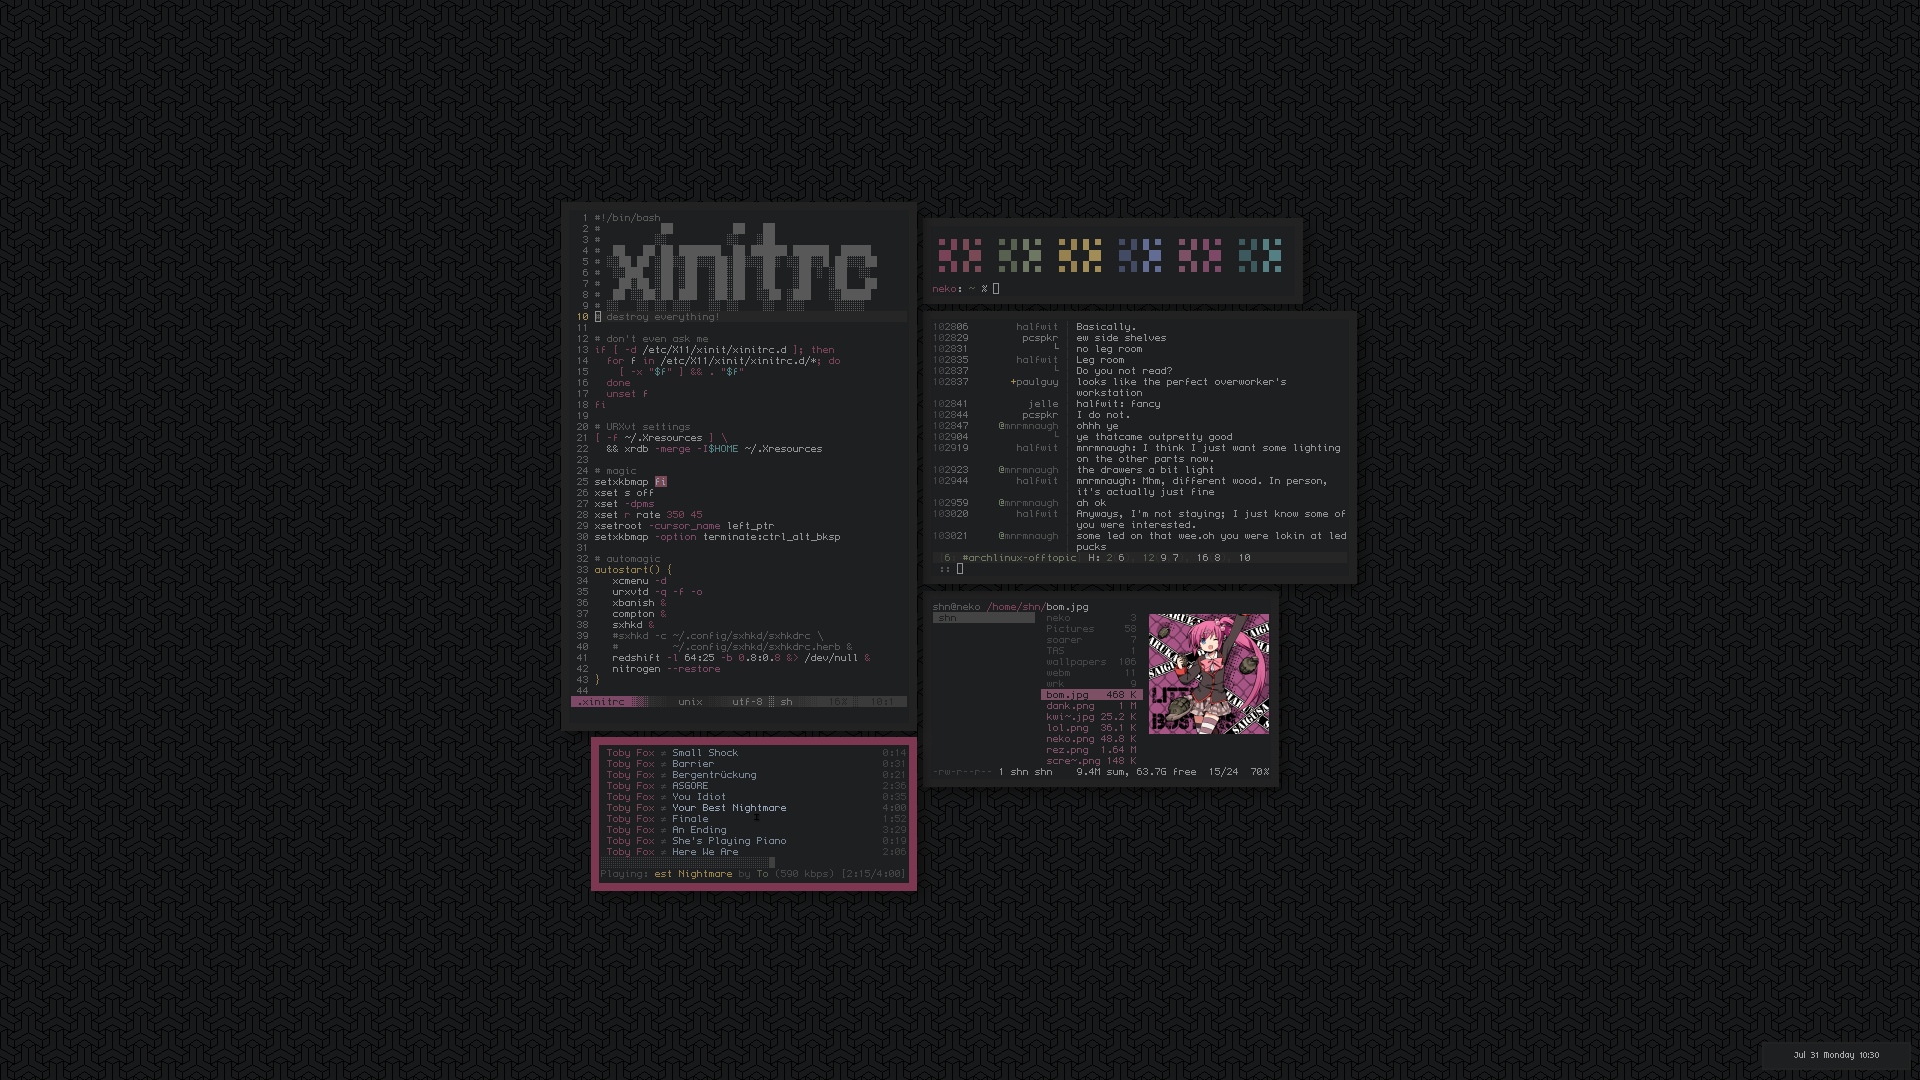 1 #!/bin/bash
2 #
3 #
4 #
5 #
6 #
7 #
8 #
9 #
xinitrc
10 # destroy everything!
11
12 # don't even ask me
13 if [ -d /etc/X11/xinit/xinitrc.d ]; then
14 for f in /etc/X11/xinit/xinitrc.d/*; do
15 [ -x "$f" ] && . "$f"
16 done
17 unset f
18 fi
19
20 # URXvt settings
21 [ -f ~/.Xresources ] \
22 && xrdb -merge -I$HOME ~/.Xresources
23
24 # magic
25 setxkbmap fi
26 xset s off
27 xset -dpms
28 xset r rate 350 45
29 xsetroot -cursor_name left_ptr
30 setxkbmap -option terminate:ctrl_alt_bksp
31
32 # automagic
33 autostart() {
34 xcmenu -d
35 urxvtd -q -f -o
36 xbanish &
37 compton &
38 sxhkd &
39 #sxhkd -c ~/.config/sxhkd/sxhkdrc \
40 # ~/.config/sxhkd/sxhkdrc.herb &
41 redshift -l 64:25 -b 0.8:0.8 &> /dev/null &
42 nitrogen --restore
43 }
44
.xinitrc unix utf-8 sh 16% 10:1
Toby Fox ≠ Small Shock 0:14
Toby Fox ≠ Barrier 0:31
Toby Fox ≠ Bergentrückung 0:21
Toby Fox ≠ ASGORE 2:36
Toby Fox ≠ You Idiot 0:35
Toby Fox ≠ Your Best Nightmare 4:00
Toby Fox ≠ Finale 1:52
Toby Fox ≠ An Ending 3:29
Toby Fox ≠ She's Playing Piano 0:19
Toby Fox ≠ Here We Are 2:06
Playing: est Nightmare by To (590 kbps) [2:15/4:00]
neko: ~ %
102806 halfwit Basically.
102829 pcspkr ew side shelves
102831 └ no leg room
102835 halfwit Leg room
102837 └ Do you not read?
102837 +paulguy looks like the perfect overworker's
workstation
102841 jelle halfwit: fancy
102844 pcspkr I do not.
102847 @mnrmnaugh ohhh ye
102904 └ ye thatcame outpretty good
102919 halfwit mnrmnaugh: I think I just want some lighting
on the other parts now.
102923 @mnrmnaugh the drawers a bit light
102944 halfwit mnrmnaugh: Mhm, different wood. In person,
it's actually just fine
102959 @mnrmnaugh ah ok
103020 halfwit Anyways, I'm not staying; I just know some of
you were interested.
103021 @mnrmnaugh some led on that wee.oh you were lokin at led
pucks
6 #archlinux-offtopic H: 2 6 , 12 9 7 , 16 8 , 10
::
shn@neko /home/shn/bom.jpg
shn
neko 3
Pictures 58
soarer 7
TAS 1
wallpapers 106
webm 11
wrk 9
bom.jpg 468 K
dank.png 1 M
kwi~.jpg 25.2 K
lol.png 36.1 K
neko.png 48.8 K
rez.png 1.64 M
scre~.png 148 K
-rw-r--r-- 1 shn shn 9.4M sum, 63.7G free 15/24 70%
Jul 31 Monday 10:30